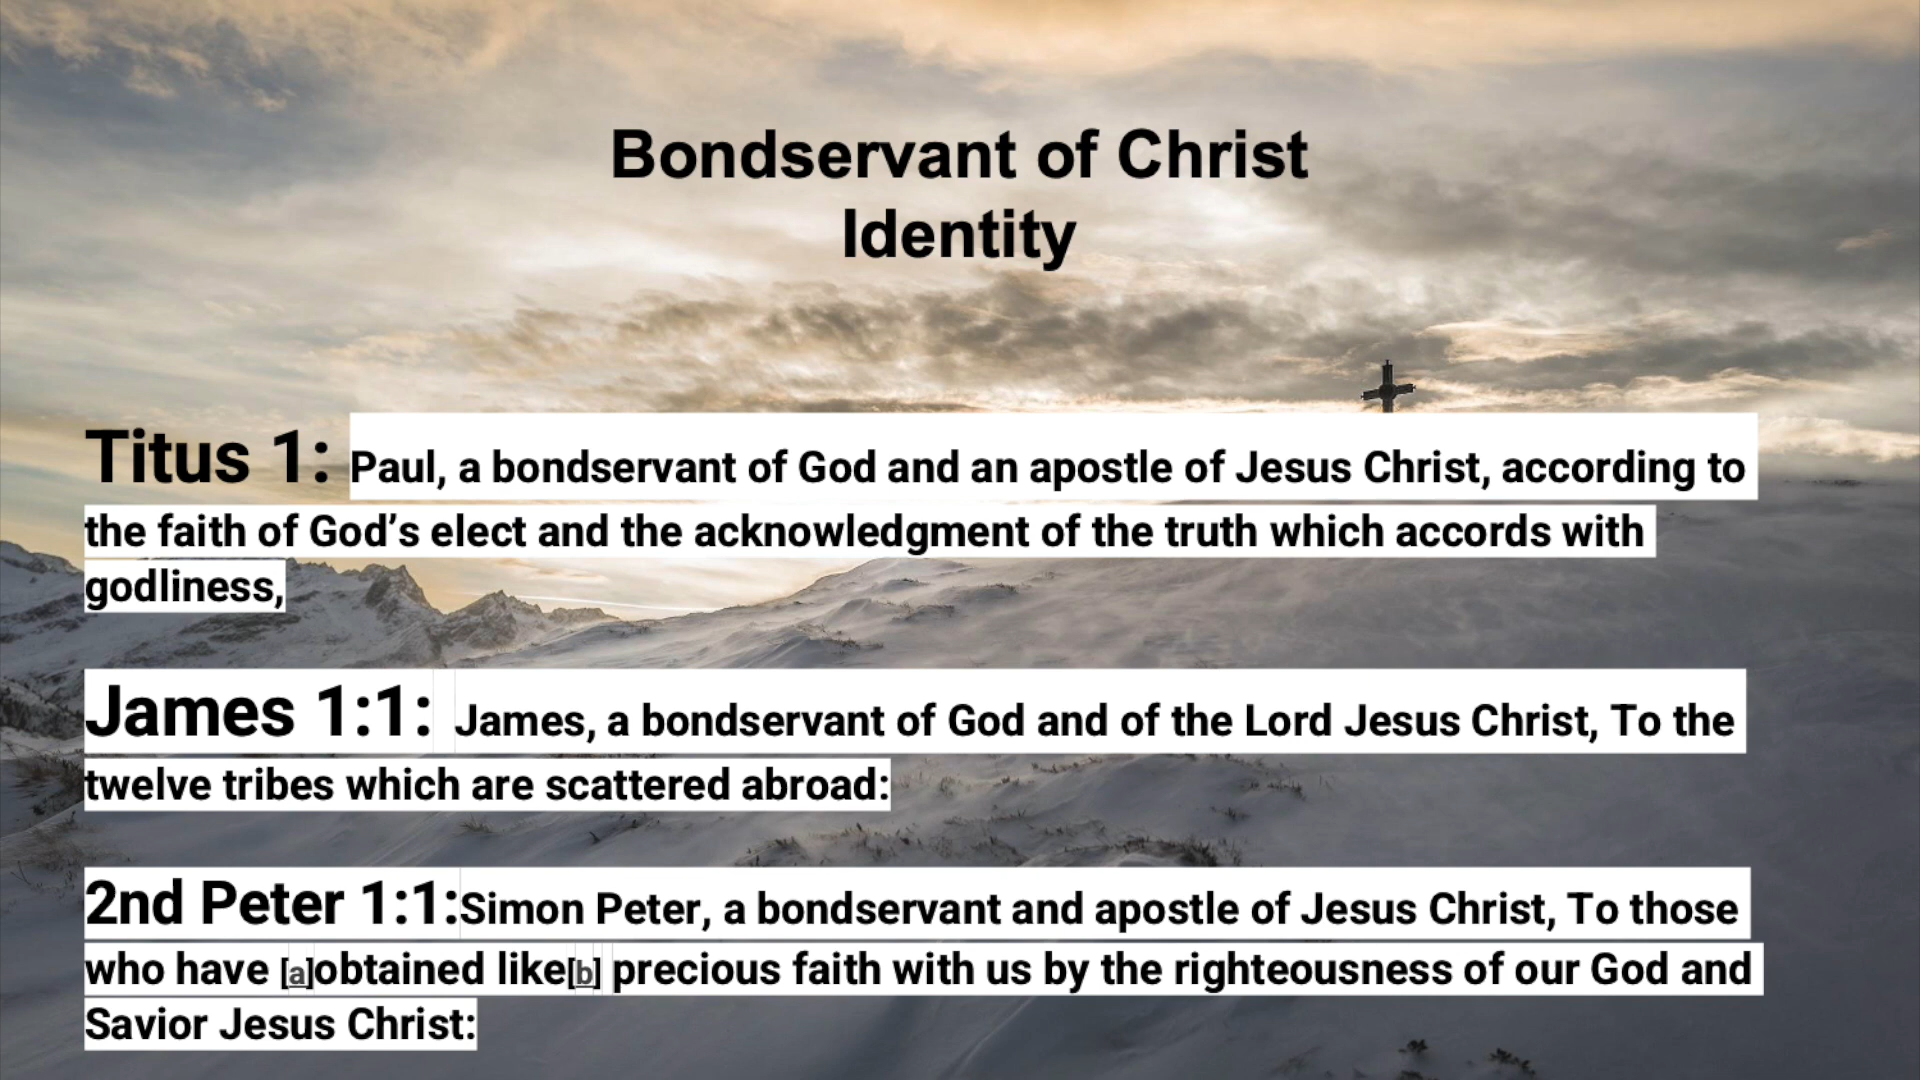 Bondservant of Christ
Identity
Titus 1: Paul, a bondservant of God and an apostle of Jesus Christ, according to
the faith of God’s elect and the acknowledgment of the truth which accords with
godliness,
James 1:1: James, a bondservant of God and of the Lord Jesus Christ, To the
twelve tribes which are scattered abroad:
2nd Peter 1:1:Simon Peter, a bondservant and apostle of Jesus Christ, To those
who have [a]obtained like[b] precious faith with us by the righteousness of our God and
Savior Jesus Christ: